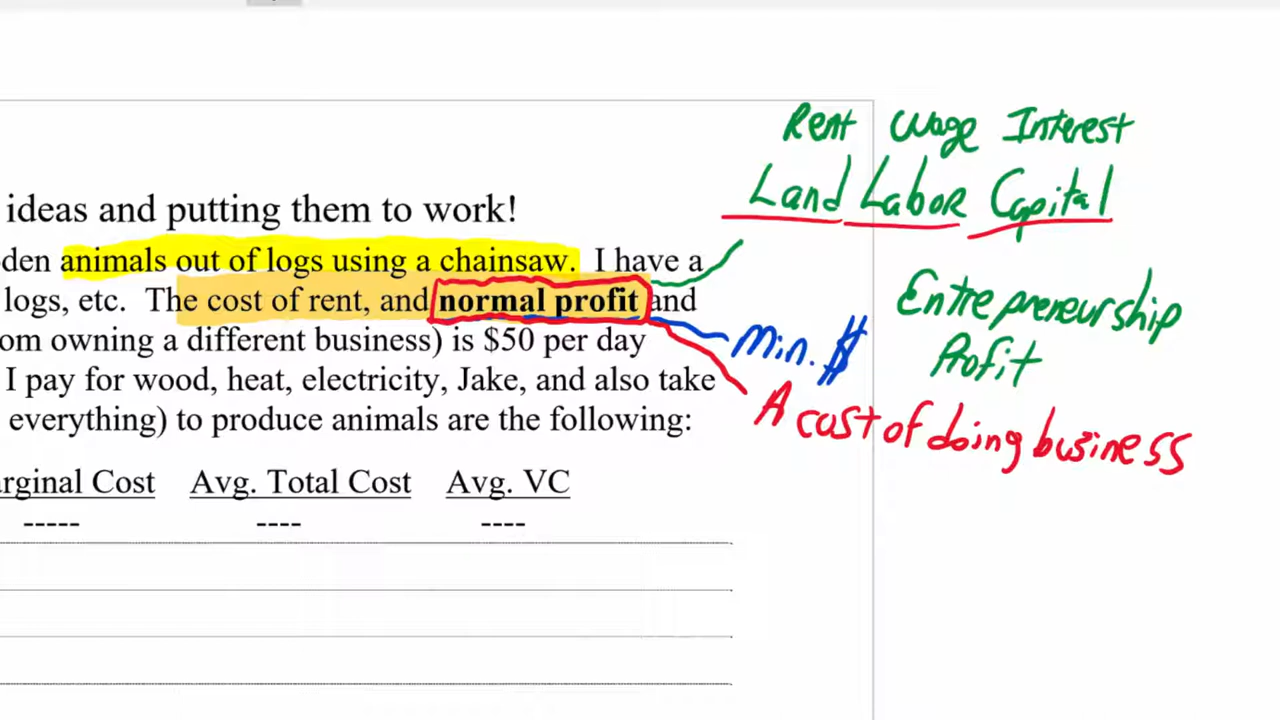 Rent Wage Interest
Land Labor Capital
ideas and putting them to work!
animals out of logs using a chainsaw. I have a
logs, etc. The cost of rent, and normal profit and
Entrepreneurship
owning a different business) is $50 per day
Min. $
Profit
I pay for wood, heat, electricity, Jake, and also take
A cost of doing business
everything) to produce animals are the following:
Cost Avg. Total Cost Avg. VC
----- ---- ----